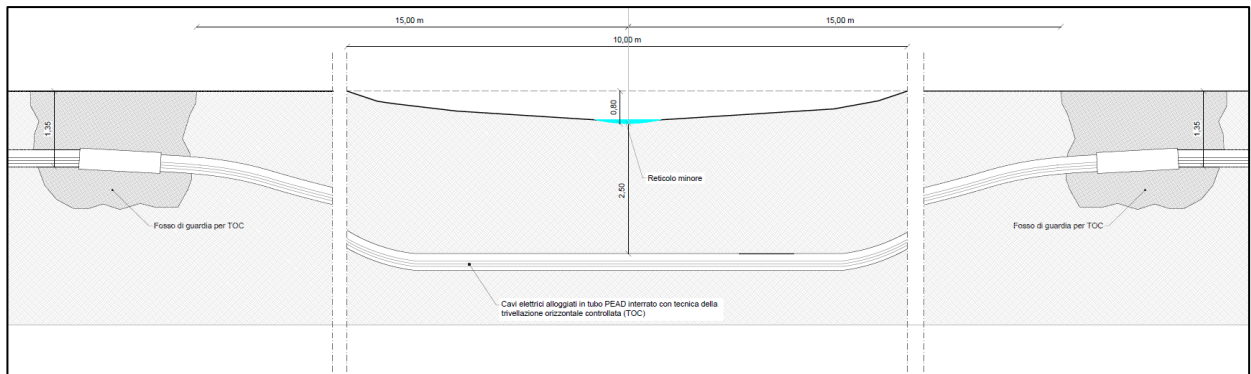 15,00 m
15,00 m
10,00 m
0,80
1,35
1,35
2,50
Reticolo minore
Fosso di guardia per TOC
Fosso di guardia per TOC
Cavi elettrici alloggiati in tubo PEAD interrato con tecnica della
trivellazione orizzontale controllata (TOC)